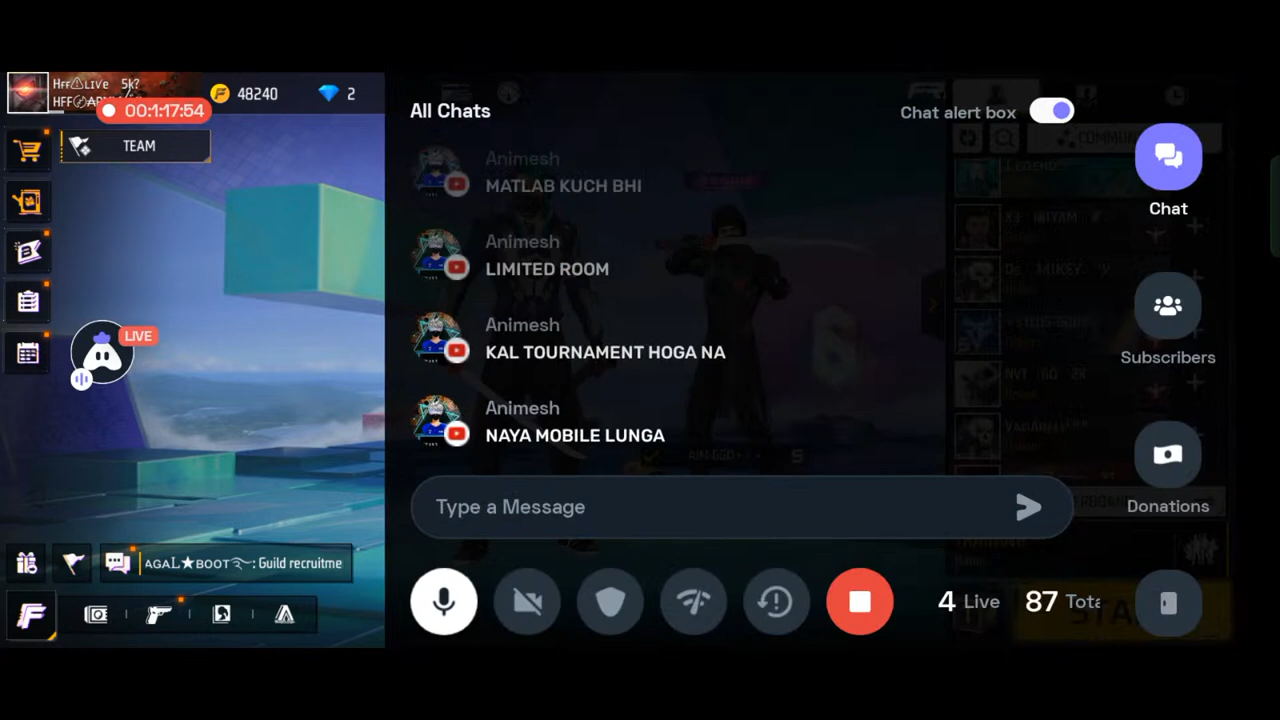 5k?
48240
2
00:1:17:54
TEAM
LIVE
All Chats
Chat alert box
Animesh
MATLAB KUCH BHI
Animesh
LIMITED ROOM
Animesh
KAL TOURNAMENT HOGA NA
Animesh
NAYA MOBILE LUNGA
Type a Message
Chat
Subscribers
Donations
AGAL★BOOT: Guild recruitme
4 Live
87 Tota